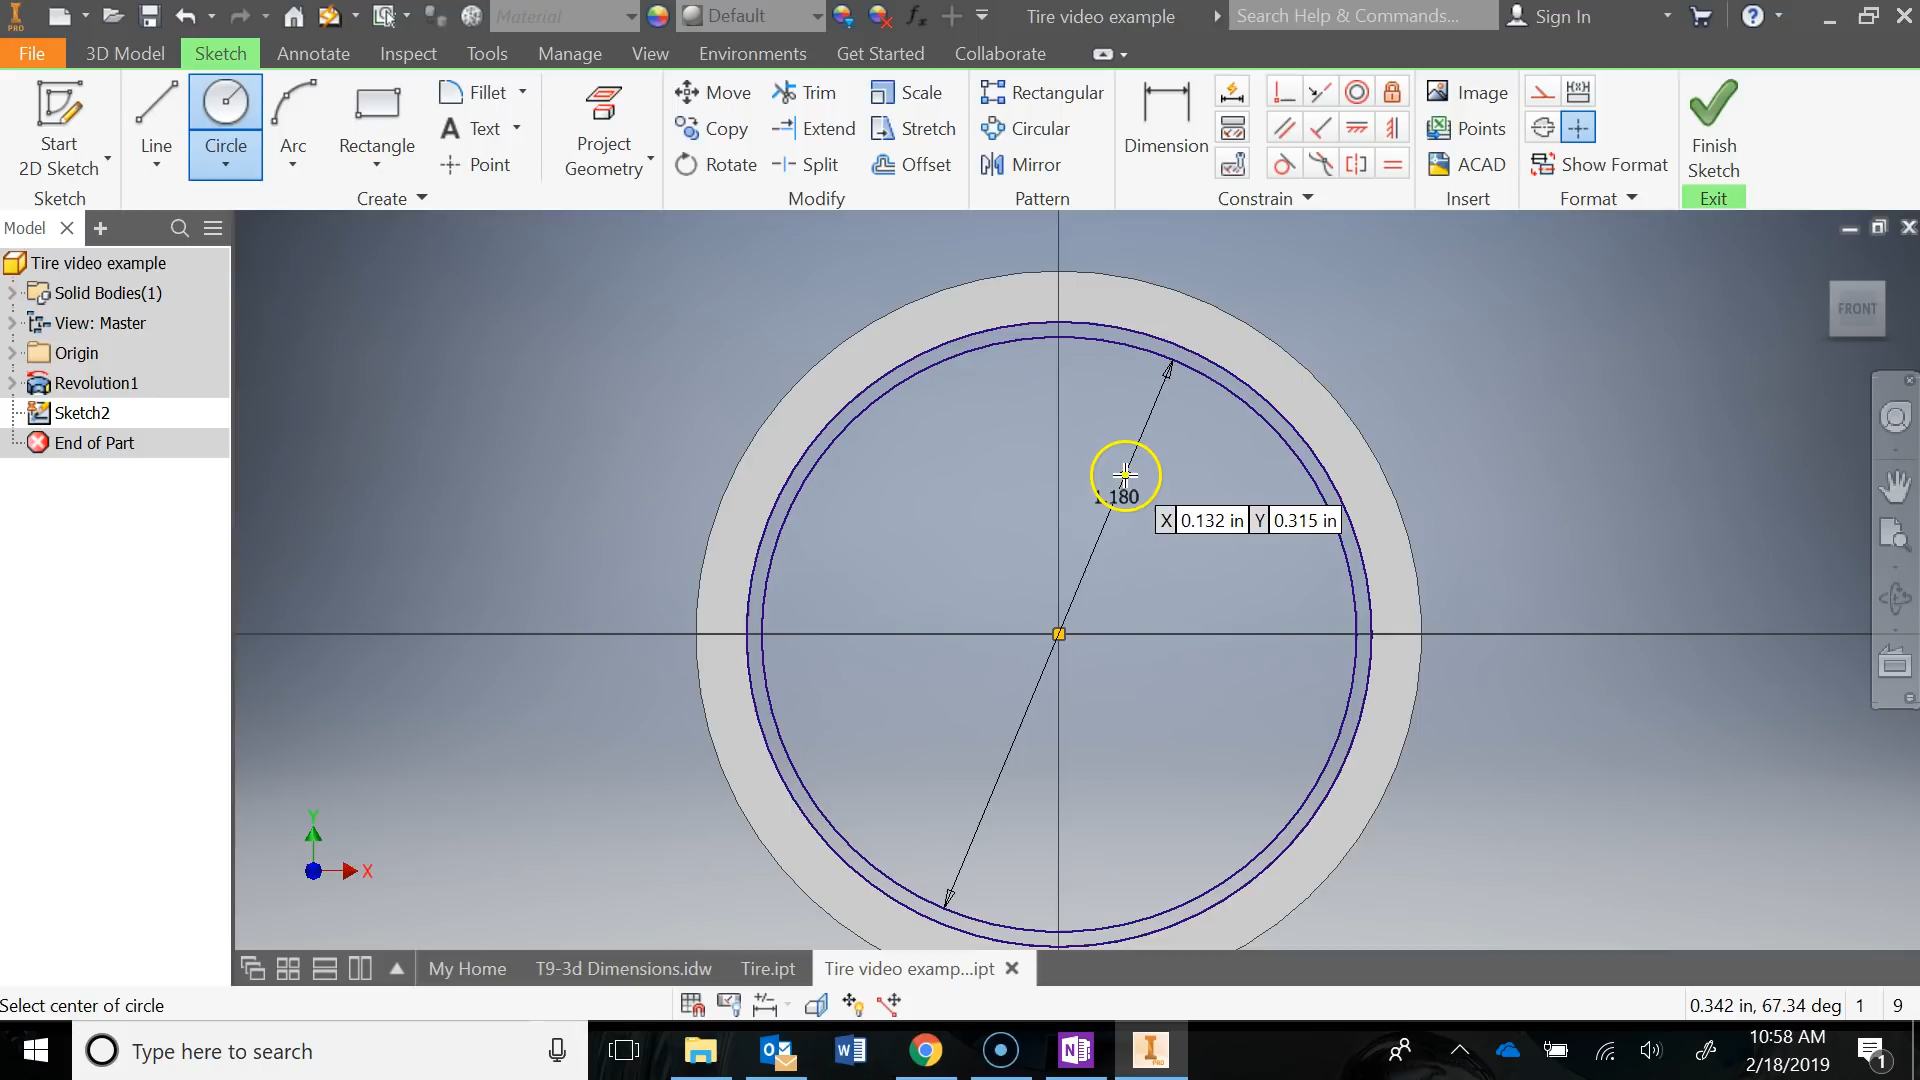 PRO
Material
Default
fx
Tire video example
Search Help & Commands...
Sign In
File
3D Model
Sketch
Annotate
Inspect
Tools
Manage
View
Environments
Get Started
Collaborate
Start
2D Sketch
Line
Circle
Arc
Rectangle
Fillet
Text
Point
Project
Geometry
Move
Copy
Rotate
Trim
Extend
Split
Scale
Stretch
Offset
Rectangular
Circular
Mirror
Dimension
Image
Points
ACAD
Show Format
Finish
Sketch
Sketch
Create
Modify
Pattern
Constrain
Insert
Format
Exit
Model
Tire video example
Solid Bodies(1)
View: Master
Origin
Revolution1
Sketch2
End of Part
FRONT
1.180
X 0.132 in Y 0.315 in
Y
X
My Home
T9-3d Dimensions.idw
Tire.ipt
Tire video examp...ipt
Select center of circle
0.342 in, 67.34 deg 1 9
Type here to search
10:58 AM
2/18/2019
1